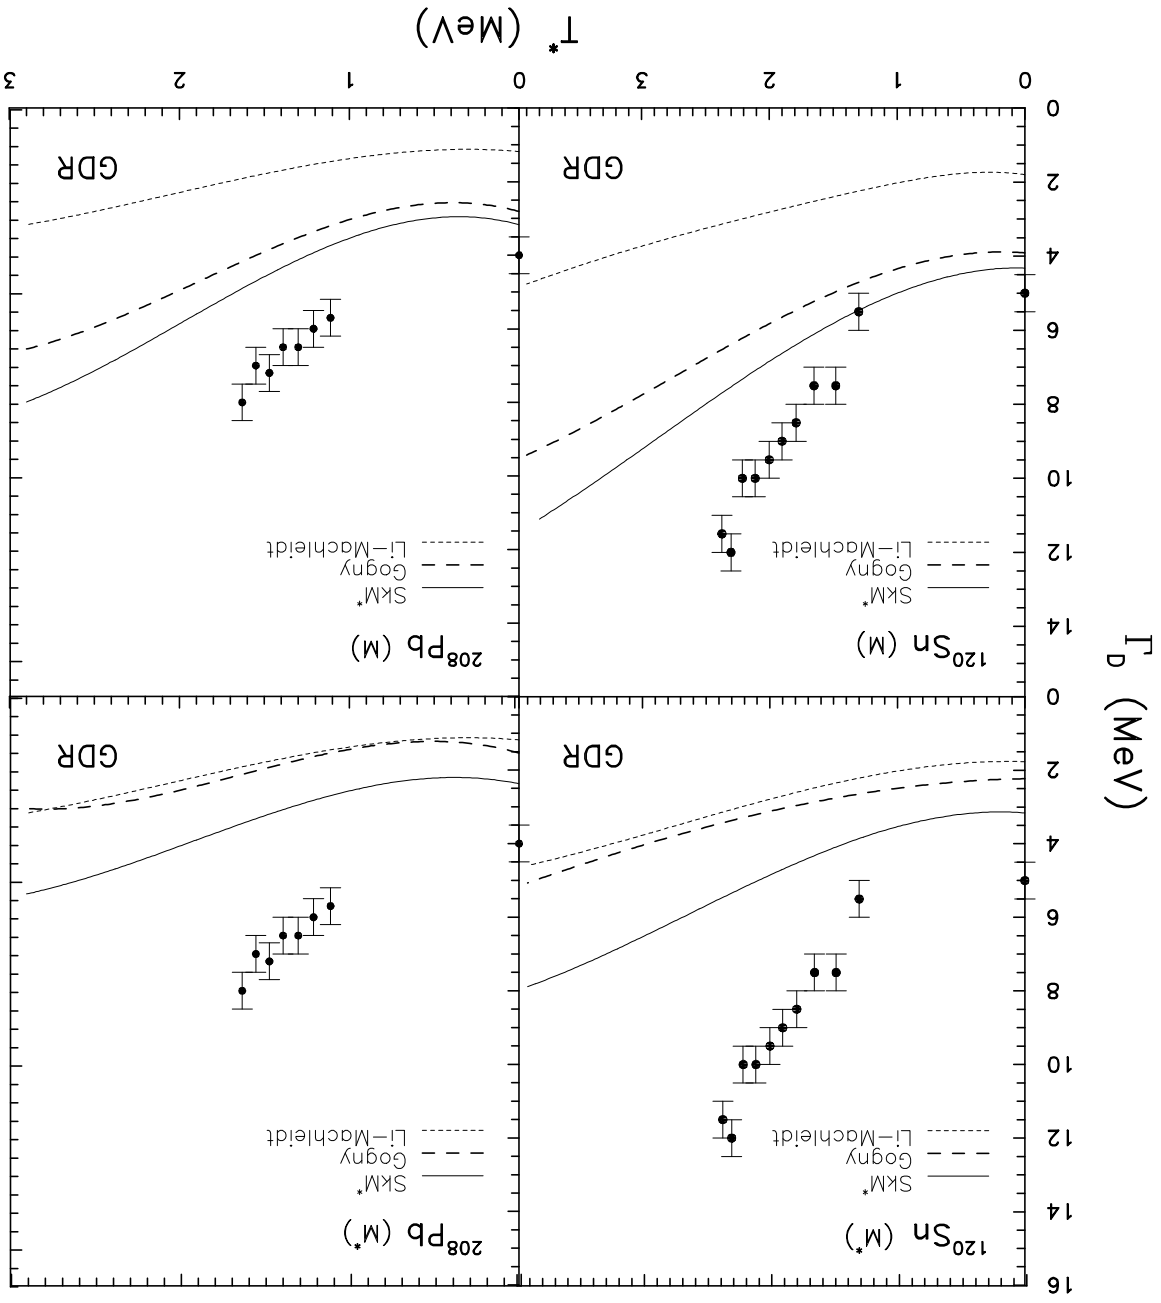 ¹²⁰Sn (M*)
SkM*
Gogny
Li−Machleidt
GDR
²⁰⁸Pb (M*)
SkM*
Gogny
Li−Machleidt
GDR
¹²⁰Sn (M)
SkM*
Gogny
Li−Machleidt
GDR
²⁰⁸Pb (M)
SkM*
Gogny
Li−Machleidt
GDR
16
14
12
10
8
6
4
2
0
14
12
10
8
6
4
2
0
Γ_D (MeV)
0 1 2 3 0 1 2 3
T* (MeV)